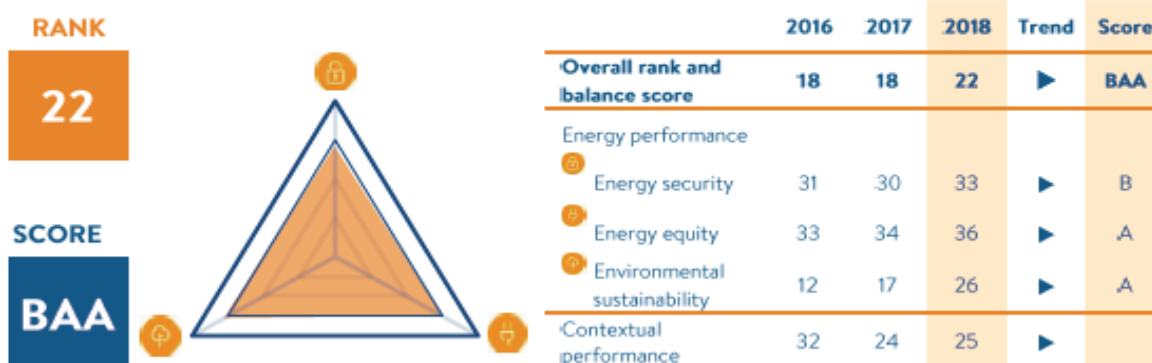 RANK
22
SCORE
BAA
2016 2017 2018 Trend Score
Overall rank and
balance score 18 18 22 BAA
Energy performance
Energy security 31 30 33 B
Energy equity 33 34 36 A
Environmental
sustainability 12 17 26 A
Contextual
performance 32 24 25